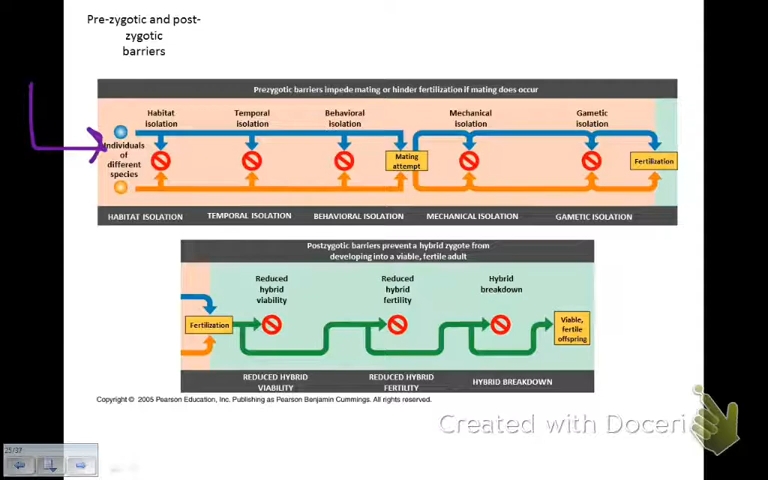 Pre-zygotic and post-
zygotic
barriers
Prezygotic barriers impede mating or hinder fertilization if mating does occur
Habitat
isolation
Temporal
isolation
Behavioral
isolation
Mechanical
isolation
Gametic
isolation
Individuals
of
different
species
Mating
attempt
Fertilization
HABITAT ISOLATION
TEMPORAL ISOLATION
BEHAVIORAL ISOLATION
MECHANICAL ISOLATION
GAMETIC ISOLATION
Postzygotic barriers prevent a hybrid zygote from
developing into a viable, fertile adult
Reduced
hybrid
viability
Reduced
hybrid
fertility
Hybrid
breakdown
Fertilization
Viable,
fertile
offspring
REDUCED HYBRID
VIABILITY
REDUCED HYBRID
FERTILITY
HYBRID BREAKDOWN
Copyright © 2005 Pearson Education, Inc. Publishing as Pearson Benjamin Cummings. All rights reserved.
Created with Doceri
25/37